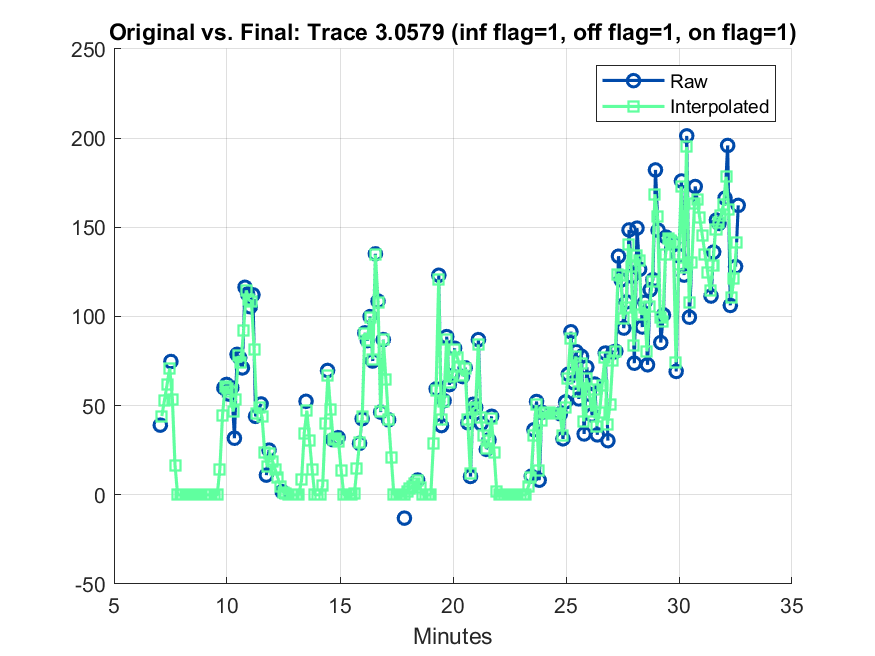 Original vs. Final: Trace 3.0579 (inf flag=1, off flag=1, on flag=1)
250
200
150
100
50
0
-50
Raw
Interpolated
5 10 15 20 25 30 35
Minutes